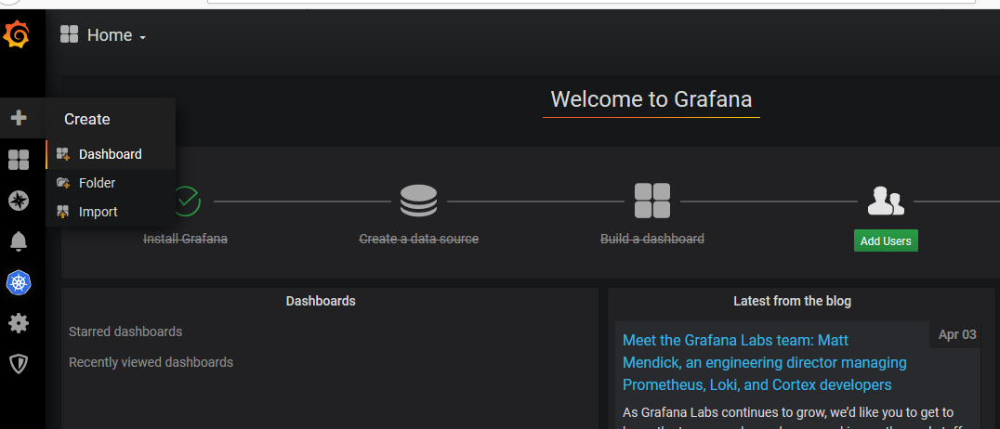 Home
Welcome to Grafana
Create
Dashboard
Folder
Import
Install Grafana
Create a data source
Build a dashboard
Add Users
Dashboards
Starred dashboards
Recently viewed dashboards
Latest from the blog
Apr 03
Meet the Grafana Labs team: Matt
Mendick, an engineering director managing
Prometheus, Loki, and Cortex developers
As Grafana Labs continues to grow, we'd like you to get to